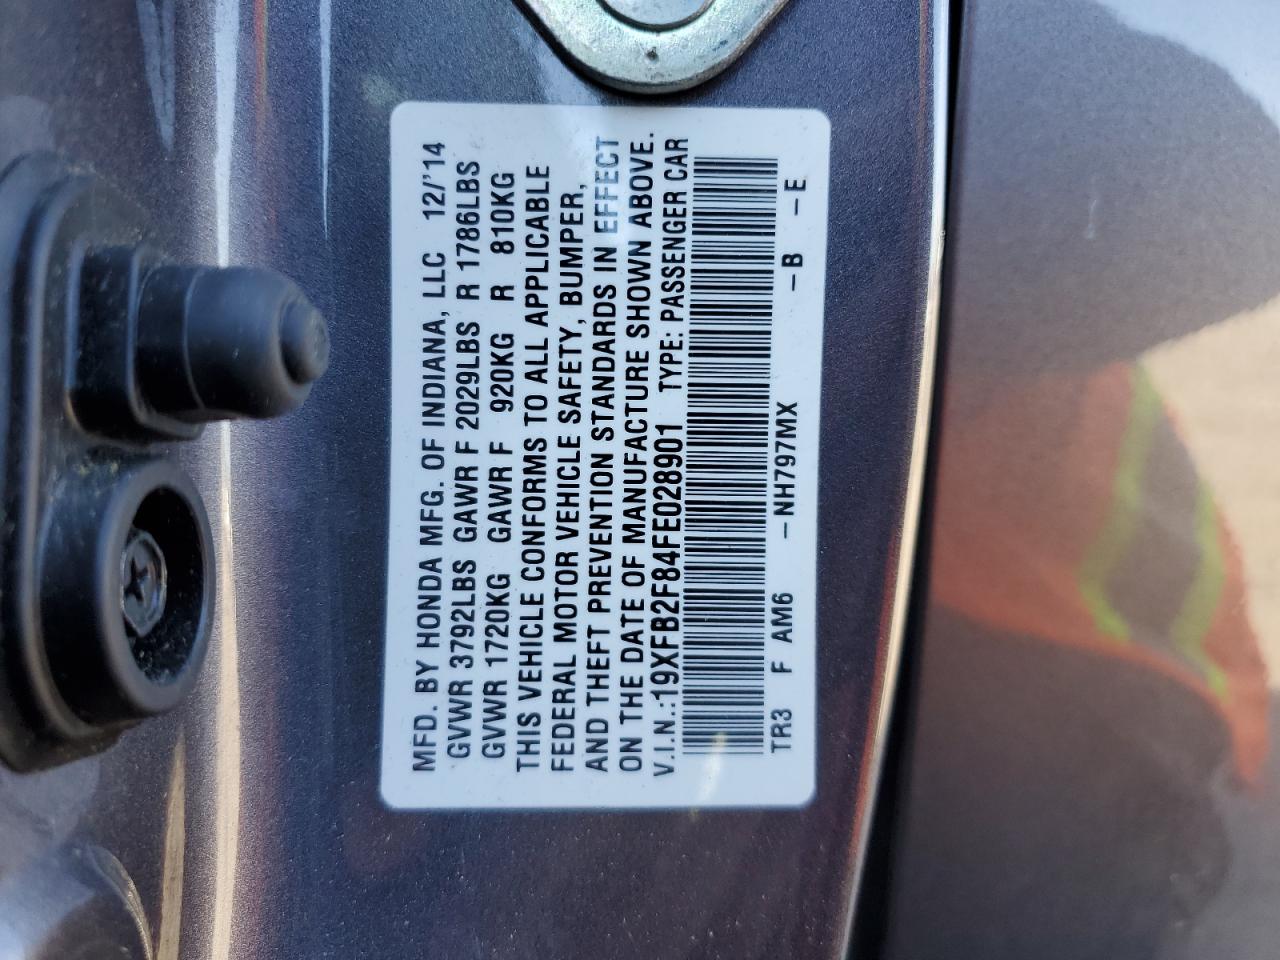 MFD. BY HONDA MFG. OF INDIANA, LLC 12/'14
GVWR 3792LBS GAWR F 2029LBS R 1786LBS
GVWR 1720KG GAWR F 920KG R 810KG
THIS VEHICLE CONFORMS TO ALL APPLICABLE
FEDERAL MOTOR VEHICLE SAFETY, BUMPER,
AND THEFT PREVENTION STANDARDS IN EFFECT
ON THE DATE OF MANUFACTURE SHOWN ABOVE.
V.I.N.:19XFB2F84FE028901 TYPE: PASSENGER CAR
TR3 F AM6 -NH797MX -B -E